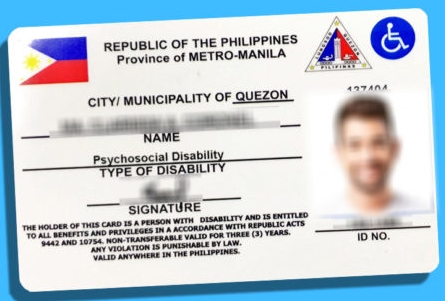 REPUBLIC OF THE PHILIPPINES
Province of METRO-MANILA
QUEZON
PILIPINAS
CITY/ MUNICIPALITY OF QUEZON
NAME
Psychosocial Disability
TYPE OF DISABILITY
SIGNATURE
THE HOLDER OF THIS CARD IS A PERSON WITH DISABILITY AND IS ENTITLED
TO ALL BENEFITS AND PRIVILEGES IN A ACCORDANCE WITH REPUBLIC ACTS
9442 AND 10754. NON-TRANSFERABLE VALID FOR THREE (3) YEARS.
ANY VIOLATION IS PUNISHABLE BY LAW.
VALID ANYWHERE IN THE PHILIPPINES.
ID NO.